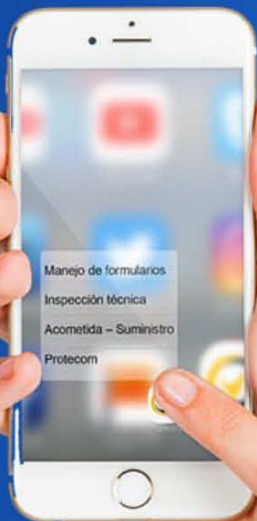 Manejo de formularios
Inspección técnica
Acometida – Suministro
Protecom